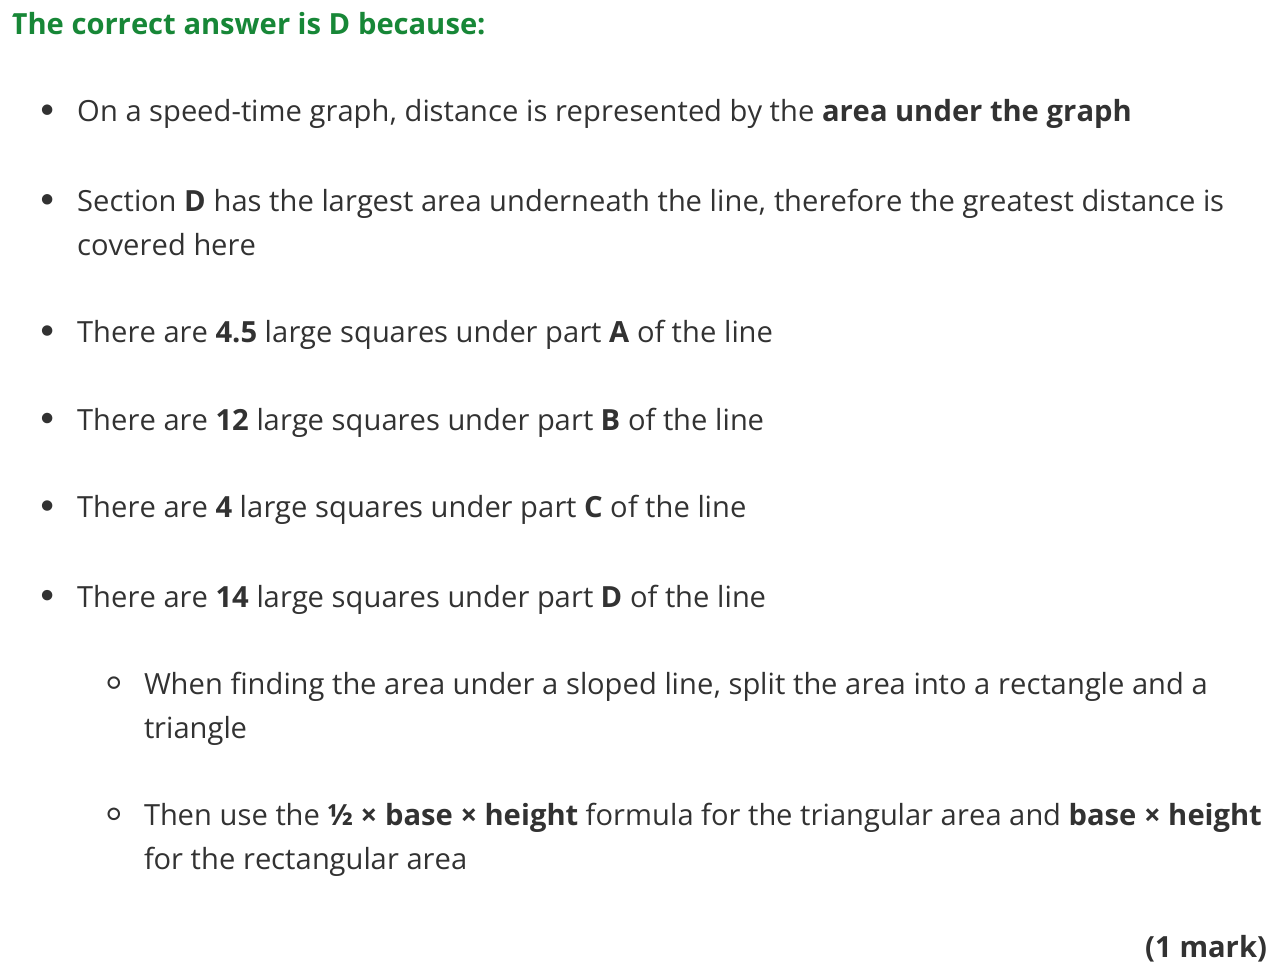 The correct answer is D because:
• On a speed-time graph, distance is represented by the area under the graph
• Section D has the largest area underneath the line, therefore the greatest distance is
covered here
• There are 4.5 large squares under part A of the line
• There are 12 large squares under part B of the line
• There are 4 large squares under part C of the line
• There are 14 large squares under part D of the line
○ When finding the area under a sloped line, split the area into a rectangle and a
triangle
○ Then use the ½ × base × height formula for the triangular area and base × height
for the rectangular area
(1 mark)